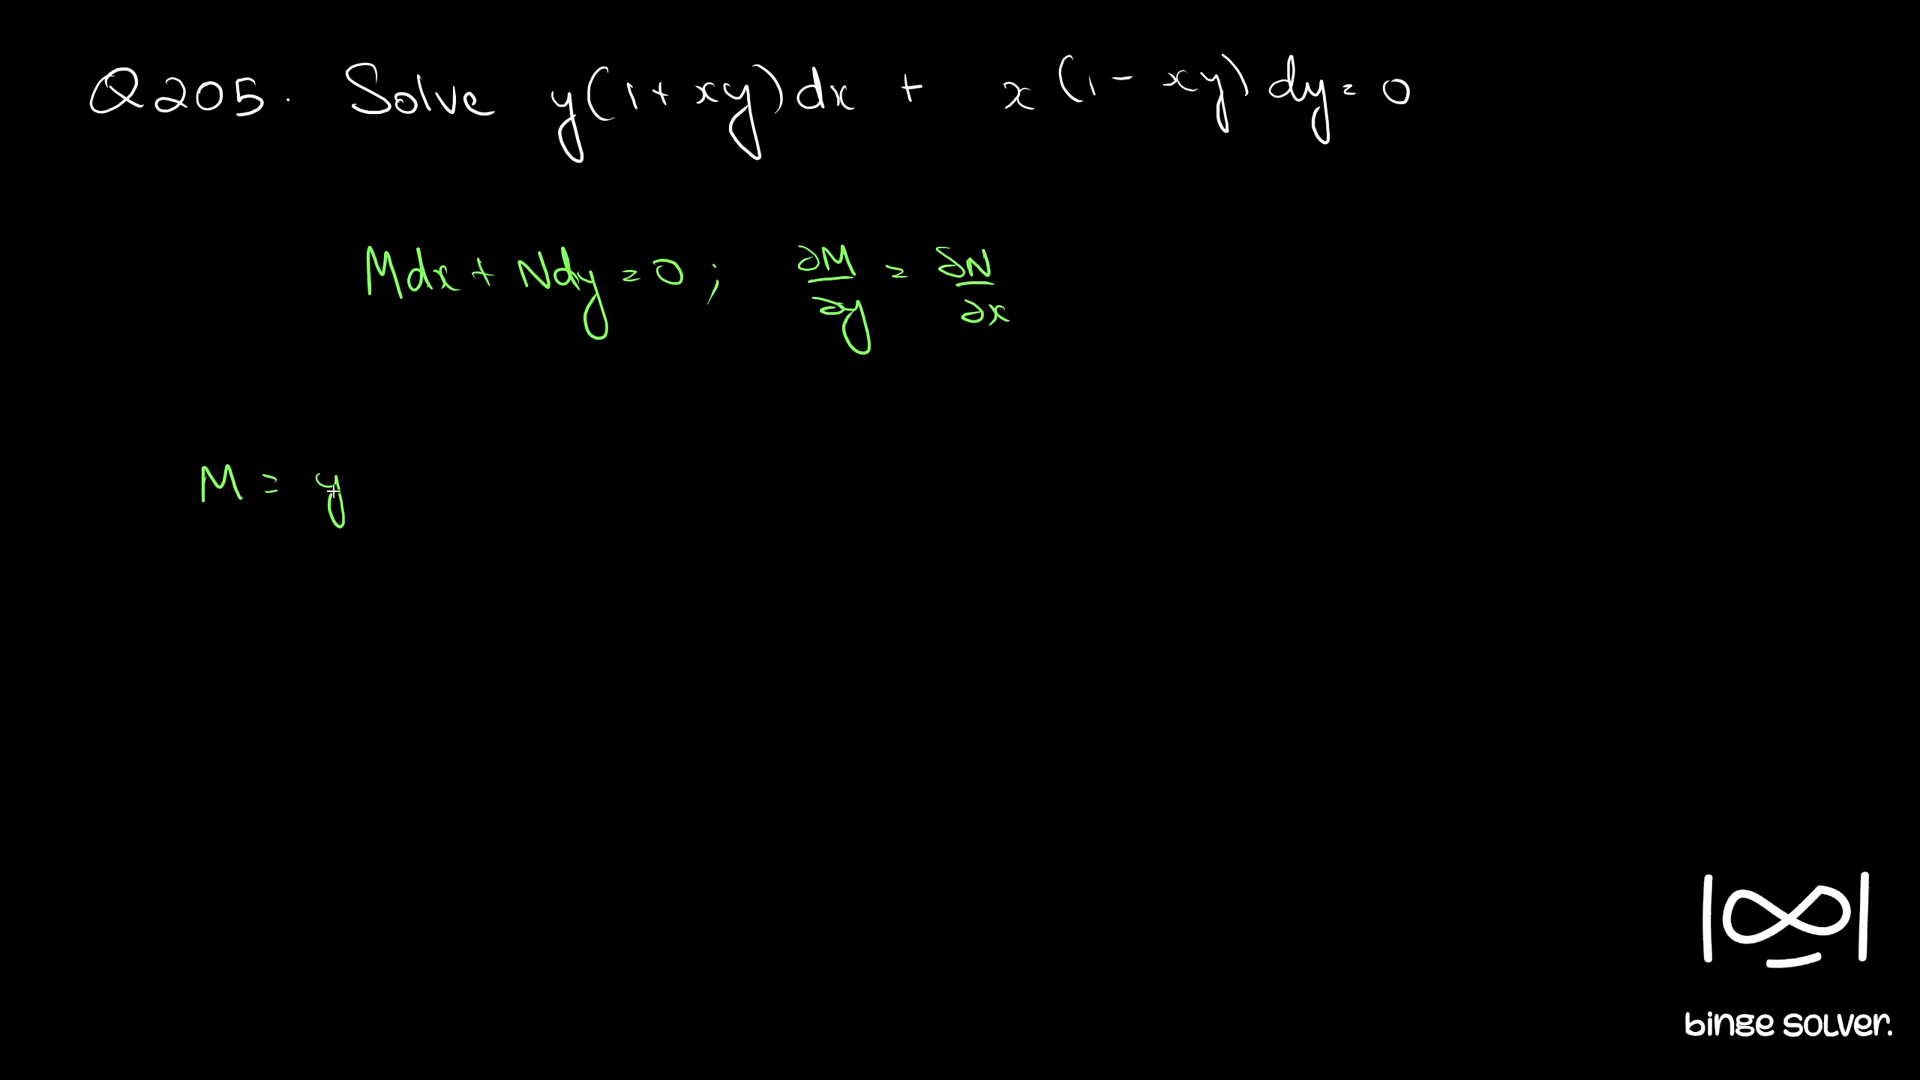 Q205. Solve y(1+xy)dx + x(1-xy)dy=0
Mdx + Ndy = 0 ; ∂M/∂y = ∂N/∂x
M = y
binge solver.